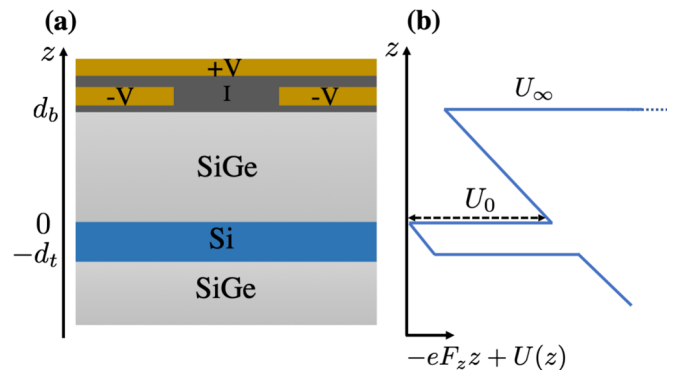 (a)
z
+V
-V I -V
d_b
SiGe
0
Si
-d_t
SiGe
(b)
z
U_∞
U_0
-eF_z z + U(z)